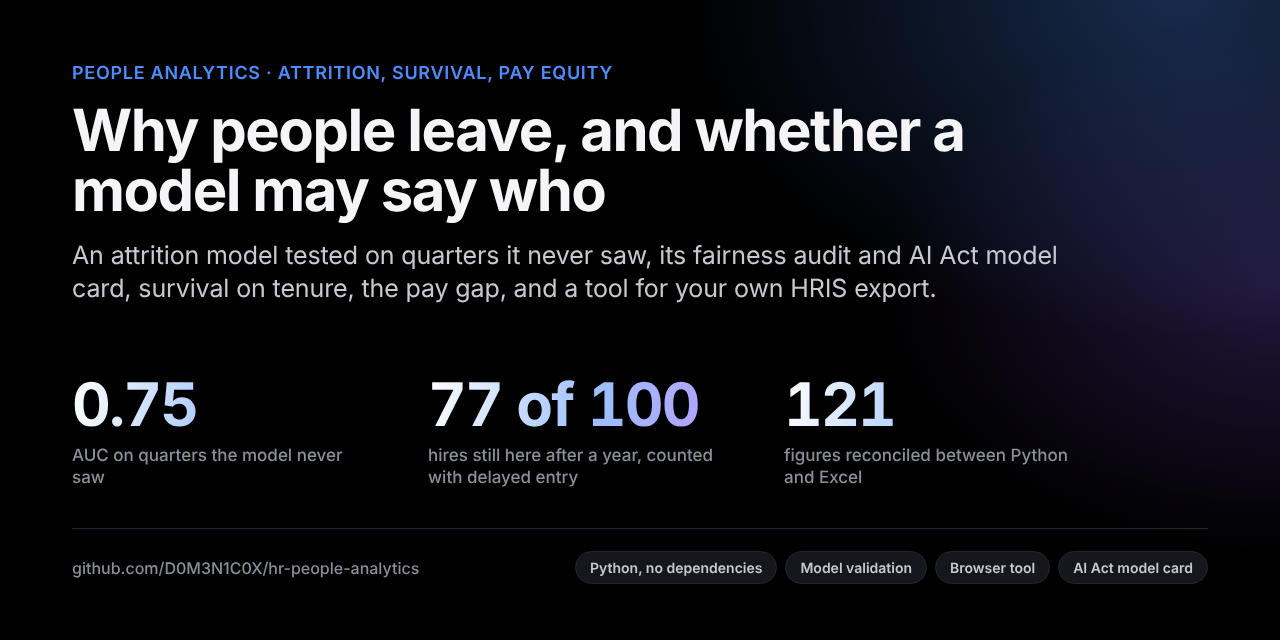 PEOPLE ANALYTICS · ATTRITION, SURVIVAL, PAY EQUITY
Why people leave, and whether a
model may say who
An attrition model tested on quarters it never saw, its fairness audit and AI Act model
card, survival on tenure, the pay gap, and a tool for your own HRIS export.
0.75
AUC on quarters the model never
saw
77 of 100
hires still here after a year, counted
with delayed entry
121
figures reconciled between Python
and Excel
github.com/D0M3N1C0X/hr-people-analytics
Python, no dependencies
Model validation
Browser tool
AI Act model card